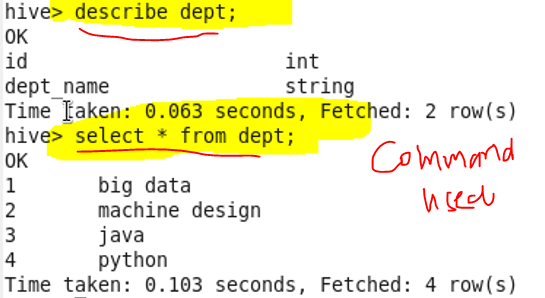 hive> describe dept;
OK
id int
dept_name string
Time taken: 0.063 seconds, Fetched: 2 row(s)
hive> select * from dept;
OK
1 big data
2 machine design
3 java
4 python
Time taken: 0.103 seconds, Fetched: 4 row(s)
Command
used